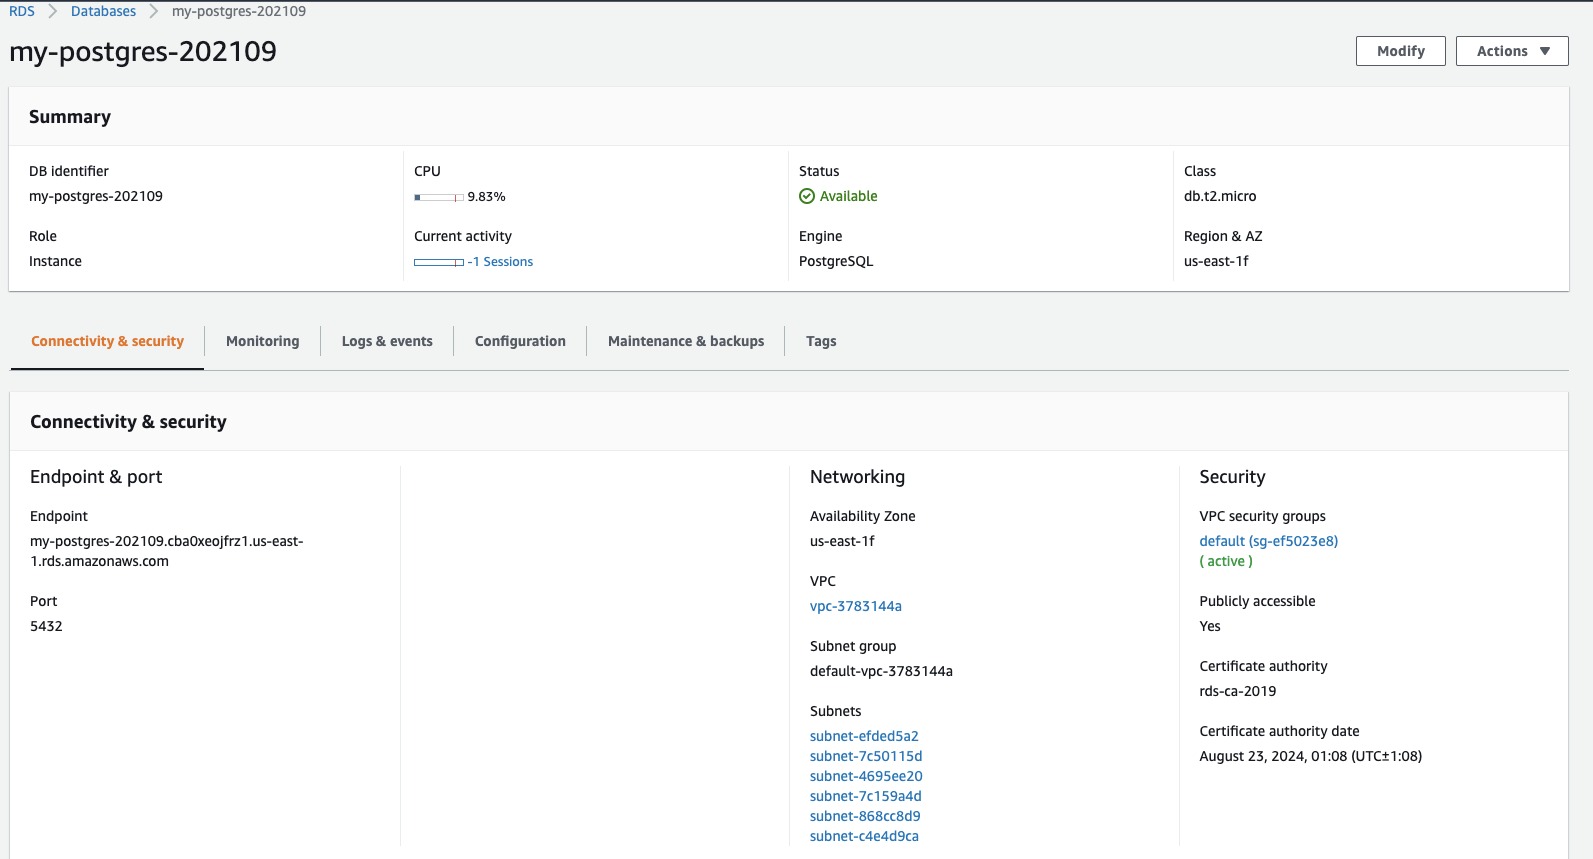 RDS > Databases > my-postgres-202109
my-postgres-202109
Modify
Actions ▼
Summary
DB identifier
my-postgres-202109
CPU
9.83%
Status
Available
Class
db.t2.micro
Role
Instance
Current activity
-1 Sessions
Engine
PostgreSQL
Region & AZ
us-east-1f
Connectivity & security
Monitoring
Logs & events
Configuration
Maintenance & backups
Tags
Connectivity & security
Endpoint & port
Endpoint
my-postgres-202109.cba0xeojfrz1.us-east-
1.rds.amazonaws.com
Port
5432
Networking
Availability Zone
us-east-1f
VPC
vpc-3783144a
Subnet group
default-vpc-3783144a
Subnets
subnet-efded5a2
subnet-7c50115d
subnet-4695ee20
subnet-7c159a4d
subnet-868cc8d9
subnet-c4e4d9ca
Security
VPC security groups
default (sg-ef5023e8)
( active )
Publicly accessible
Yes
Certificate authority
rds-ca-2019
Certificate authority date
August 23, 2024, 01:08 (UTC±1:08)